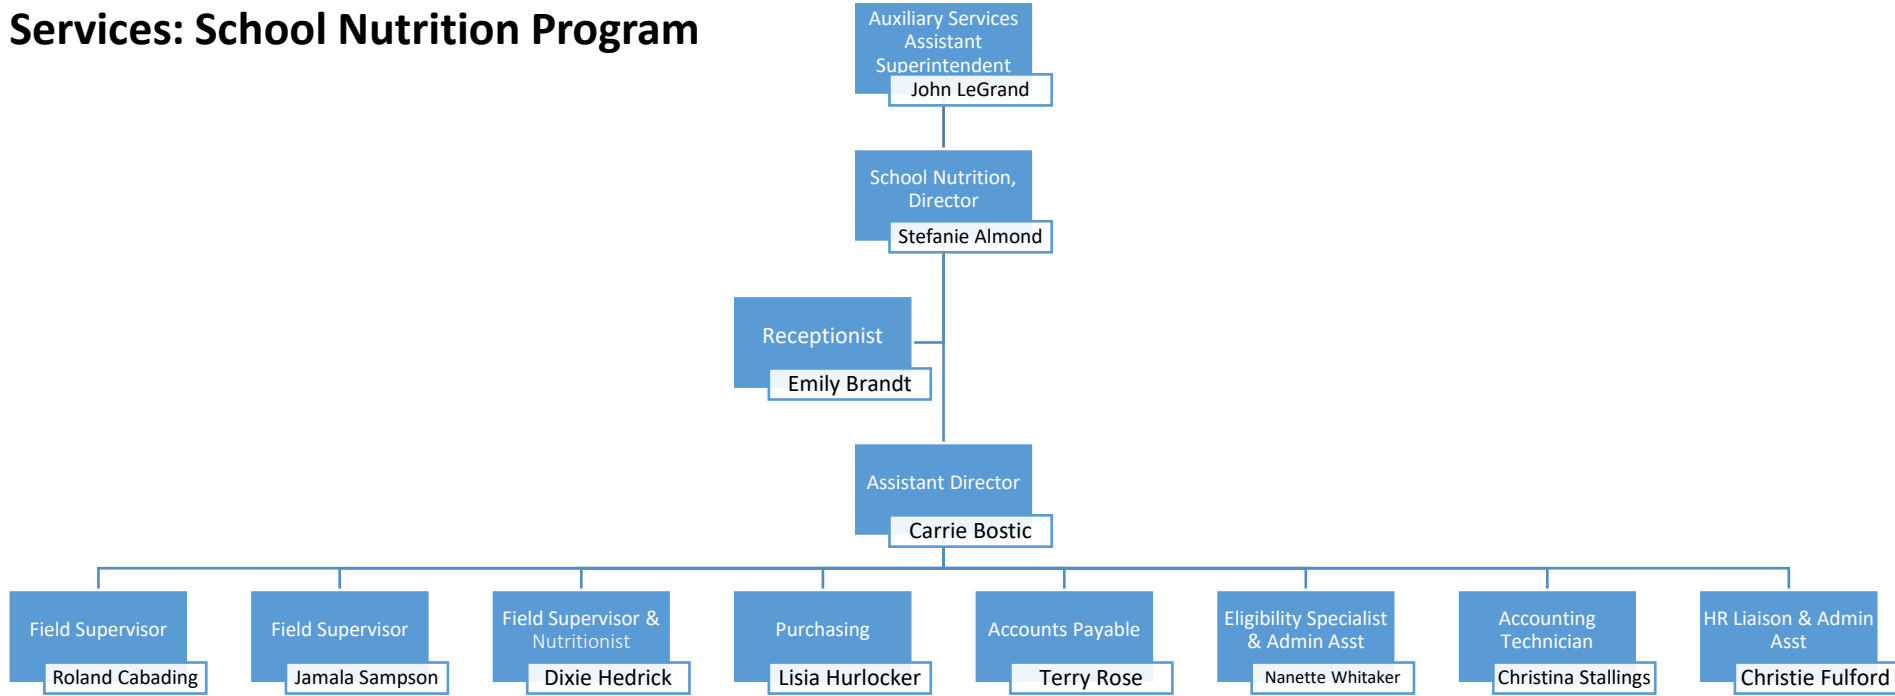 Services: School Nutrition Program
Auxiliary Services
Assistant
Superintendent
John LeGrand
School Nutrition,
Director
Stefanie Almond
Receptionist
Emily Brandt
Assistant Director
Carrie Bostic
Field Supervisor
Roland Cabading
Field Supervisor
Jamala Sampson
Field Supervisor &
Nutritionist
Dixie Hedrick
Purchasing
Lisia Hurlocker
Accounts Payable
Terry Rose
Eligibility Specialist
& Admin Asst
Nanette Whitaker
Accounting
Technician
Christina Stallings
HR Liaison & Admin
Asst
Christie Fulford